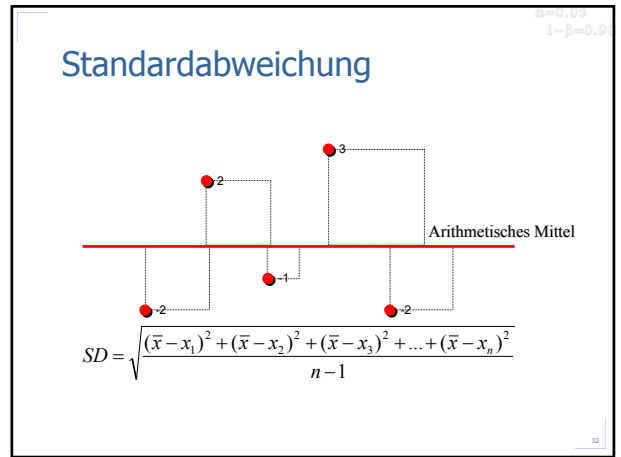 α=0.05
1-β=0.90
Standardabweichung
3
2
Arithmetisches Mittel
-1
-2
-2
SD = √(((x̄ − x₁)² + (x̄ − x₂)² + (x̄ − x₃)² + ... + (x̄ − xₙ)²) / (n − 1))
32